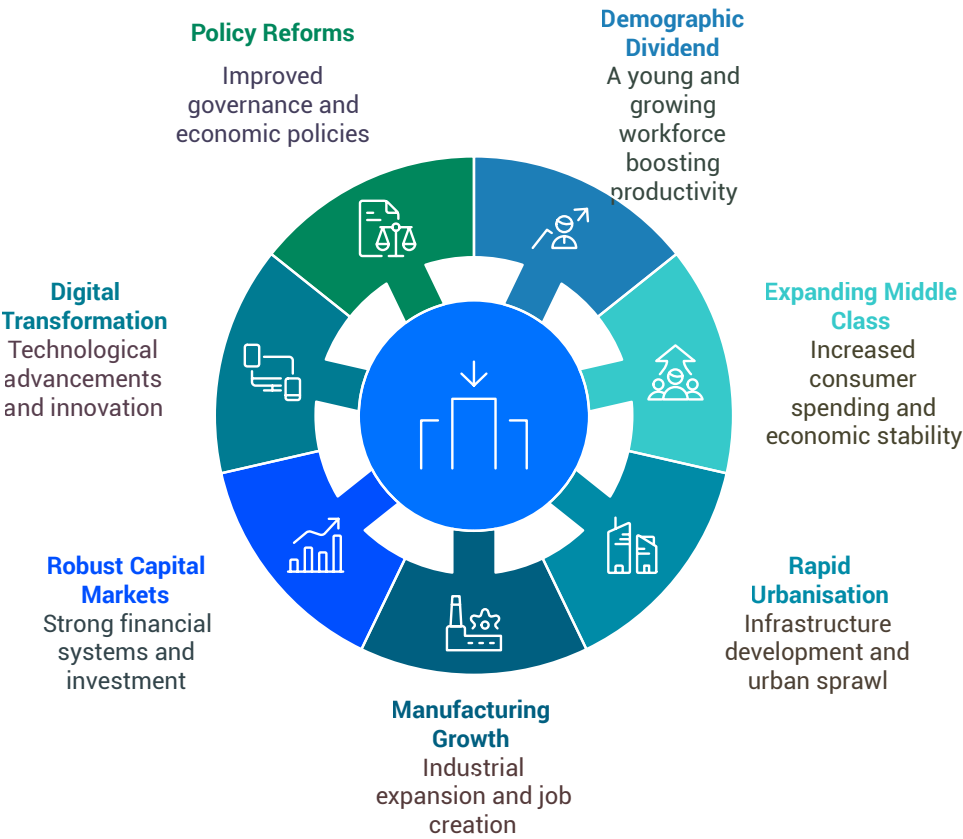 Policy Reforms
Improved
governance and
economic policies
Demographic
Dividend
A young and
growing
workforce
boosting
productivity
Digital
Transformation
Technological
advancements
and innovation
Expanding Middle
Class
Increased
consumer
spending and
economic stability
Robust Capital
Markets
Strong financial
systems and
investment
Rapid
Urbanisation
Infrastructure
development and
urban sprawl
Manufacturing
Growth
Industrial
expansion and job
creation